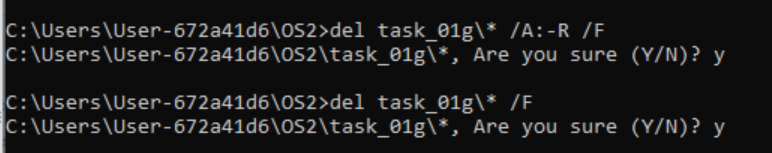 C:\Users\User-672a41d6\OS2>del task_01g\* /A:-R /F
C:\Users\User-672a41d6\OS2\task_01g\*, Are you sure (Y/N)? y
C:\Users\User-672a41d6\OS2>del task_01g\* /F
C:\Users\User-672a41d6\OS2\task_01g\*, Are you sure (Y/N)? y